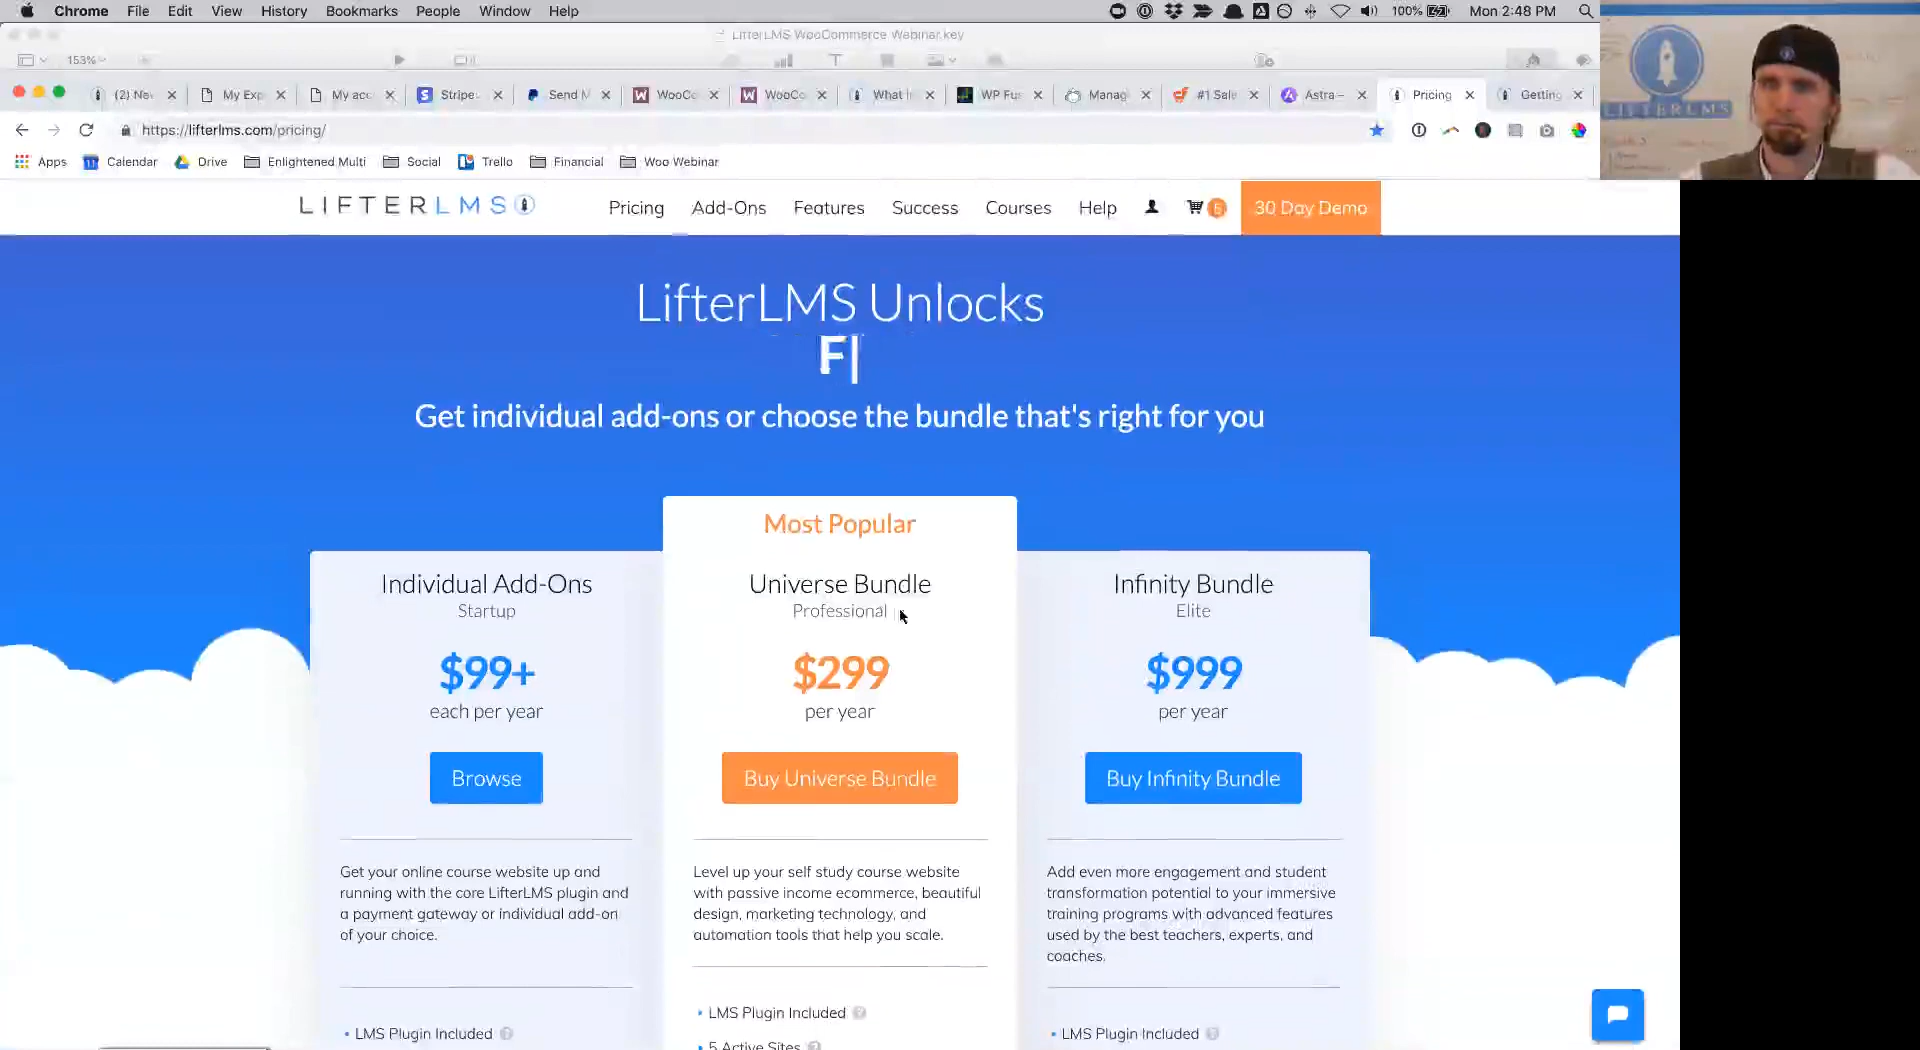 Chrome File Edit View History Bookmarks People Window Help 100% Mon 2:48 PM
LifterLMS WooCommerce Webinar.key
153%
(2) Nev My Exp My acc Stripe Send M WooCo WooCo What I WP Fu Manag #1 Sale Astra – Pricing Getting
https://lifterlms.com/pricing/
Apps Calendar Drive Enlightened Multi Social Trello Financial Woo Webinar
LIFTERLMS
LIFTERLMS Pricing Add-Ons Features Success Courses Help 30 Day Demo
LifterLMS Unlocks
F|
Get individual add-ons or choose the bundle that's right for you
Most Popular
Individual Add-Ons
Startup
$99+
each per year
Browse
Get your online course website up and
running with the core LifterLMS plugin and
a payment gateway or individual add-on
of your choice.
• LMS Plugin Included ?
Universe Bundle
Professional
$299
per year
Buy Universe Bundle
Level up your self study course website
with passive income ecommerce, beautiful
design, marketing technology, and
automation tools that help you scale.
• LMS Plugin Included ?
• 5 Active Sites ?
Infinity Bundle
Elite
$999
per year
Buy Infinity Bundle
Add even more engagement and student
transformation potential to your immersive
training programs with advanced features
used by the best teachers, experts, and
coaches.
• LMS Plugin Included ?